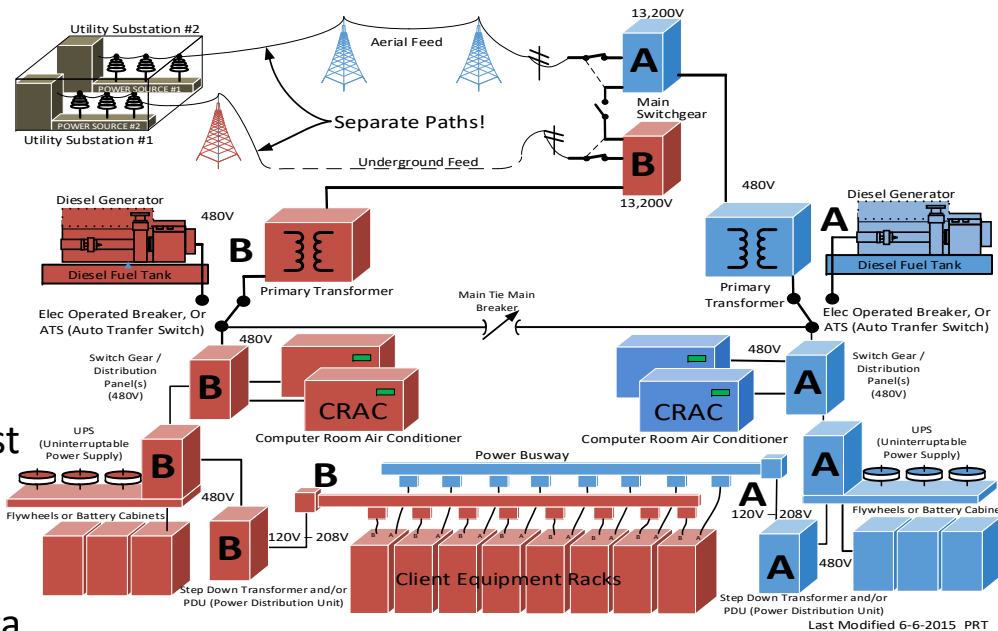 Utility Substation #2
POWER SOURCE #1
POWER SOURCE #2
Utility Substation #1
Aerial Feed
Separate Paths!
Underground Feed
13,200V
A
Main
Switchgear
B
13,200V
Diesel Generator
480V
Diesel Fuel Tank
Elec Operated Breaker, Or
ATS (Auto Tranfer Switch)
B
Primary Transformer
480V
Primary
Transformer
A
Diesel Generator
Diesel Fuel Tank
Elec Operated Breaker, Or
ATS (Auto Tranfer Switch)
Main Tie Main
Breaker
480V
Switch Gear /
Distribution
Panel(s)
(480V)
B
CRAC
Computer Room Air Conditioner
480V
CRAC
Computer Room Air Conditioner
A
Switch Gear /
Distribution
Panel(s)
(480V)
st
UPS
(Uninterruptable
Power Supply)
B
480V
Flywheels or Battery Cabinets
B
120V – 208V
Step Down Transformer and/or
PDU (Power Distribution Unit)
B
Power Busway
A
120V – 208V
B A B A B A B A B A B A B A B A
Client Equipment Racks
A
UPS
(Uninterruptable
Power Supply)
Flywheels or Battery Cabine
480V
A
Step Down Transformer and/or
PDU (Power Distribution Unit)
a
Last Modified 6-6-2015 PRT